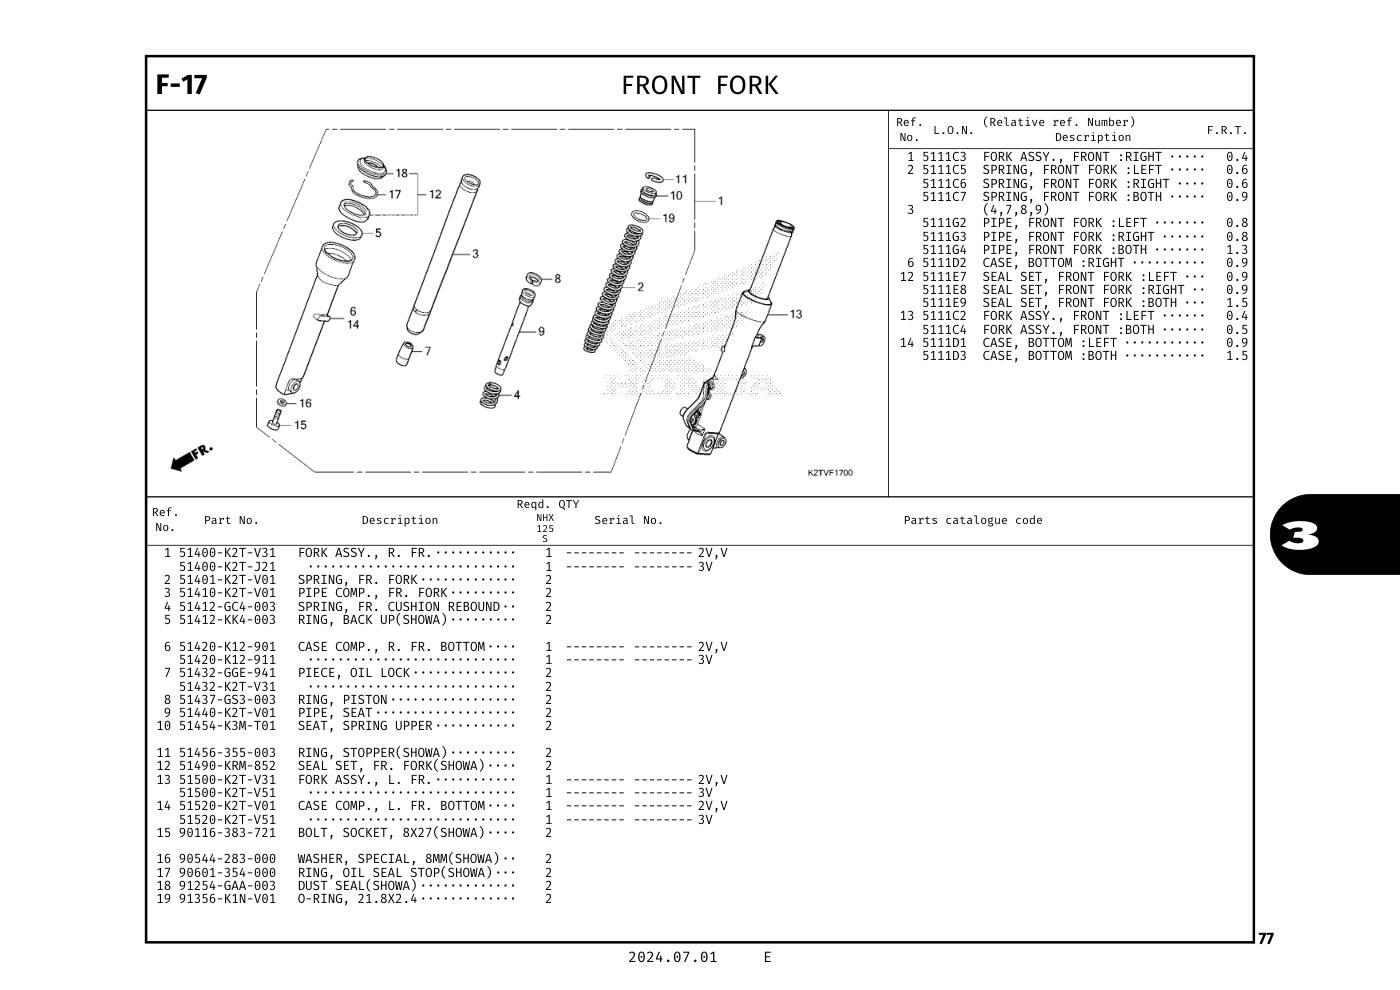 F-17
FRONT FORK
18
17
12
5
3
6
14
7
16
15
8
9
4
11
10
19
2
1
13
FR.
HONDA
K2TVF1700
Ref. No. L.O.N. (Relative ref. Number) Description F.R.T.
1 5111C3 FORK ASSY., FRONT :RIGHT ····· 0.4
2 5111C5 SPRING, FRONT FORK :LEFT ····· 0.6
5111C6 SPRING, FRONT FORK :RIGHT ···· 0.6
5111C7 SPRING, FRONT FORK :BOTH ····· 0.9
3 (4,7,8,9)
5111G2 PIPE, FRONT FORK :LEFT ······· 0.8
5111G3 PIPE, FRONT FORK :RIGHT ······ 0.8
5111G4 PIPE, FRONT FORK :BOTH ······· 1.3
6 5111D2 CASE, BOTTOM :RIGHT ·········· 0.9
12 5111E7 SEAL SET, FRONT FORK :LEFT ··· 0.9
5111E8 SEAL SET, FRONT FORK :RIGHT ·· 0.9
5111E9 SEAL SET, FRONT FORK :BOTH ··· 1.5
13 5111C2 FORK ASSY., FRONT :LEFT ······ 0.4
5111C4 FORK ASSY., FRONT :BOTH ······ 0.5
14 5111D1 CASE, BOTTOM :LEFT ··········· 0.9
5111D3 CASE, BOTTOM :BOTH ··········· 1.5
Ref. No. Part No. Description Reqd. QTY NHX 125 S Serial No. Parts catalogue code
1 51400-K2T-V31 FORK ASSY., R. FR.··········· 1 -------- -------- 2V,V
51400-K2T-J21 ···························· 1 -------- -------- 3V
2 51401-K2T-V01 SPRING, FR. FORK············· 2
3 51410-K2T-V01 PIPE COMP., FR. FORK········· 2
4 51412-GC4-003 SPRING, FR. CUSHION REBOUND·· 2
5 51412-KK4-003 RING, BACK UP(SHOWA)········· 2
6 51420-K12-901 CASE COMP., R. FR. BOTTOM···· 1 -------- -------- 2V,V
51420-K12-911 ···························· 1 -------- -------- 3V
7 51432-GGE-941 PIECE, OIL LOCK·············· 2
51432-K2T-V31 ···························· 2
8 51437-GS3-003 RING, PISTON················· 2
9 51440-K2T-V01 PIPE, SEAT··················· 2
10 51454-K3M-T01 SEAT, SPRING UPPER··········· 2
11 51456-355-003 RING, STOPPER(SHOWA)········· 2
12 51490-KRM-852 SEAL SET, FR. FORK(SHOWA)···· 2
13 51500-K2T-V31 FORK ASSY., L. FR.··········· 1 -------- -------- 2V,V
51500-K2T-V51 ···························· 1 -------- -------- 3V
14 51520-K2T-V01 CASE COMP., L. FR. BOTTOM···· 1 -------- -------- 2V,V
51520-K2T-V51 ···························· 1 -------- -------- 3V
15 90116-383-721 BOLT, SOCKET, 8X27(SHOWA)···· 2
16 90544-283-000 WASHER, SPECIAL, 8MM(SHOWA)·· 2
17 90601-354-000 RING, OIL SEAL STOP(SHOWA)··· 2
18 91254-GAA-003 DUST SEAL(SHOWA)············· 2
19 91356-K1N-V01 O-RING, 21.8X2.4············· 2
3
77
2024.07.01 E